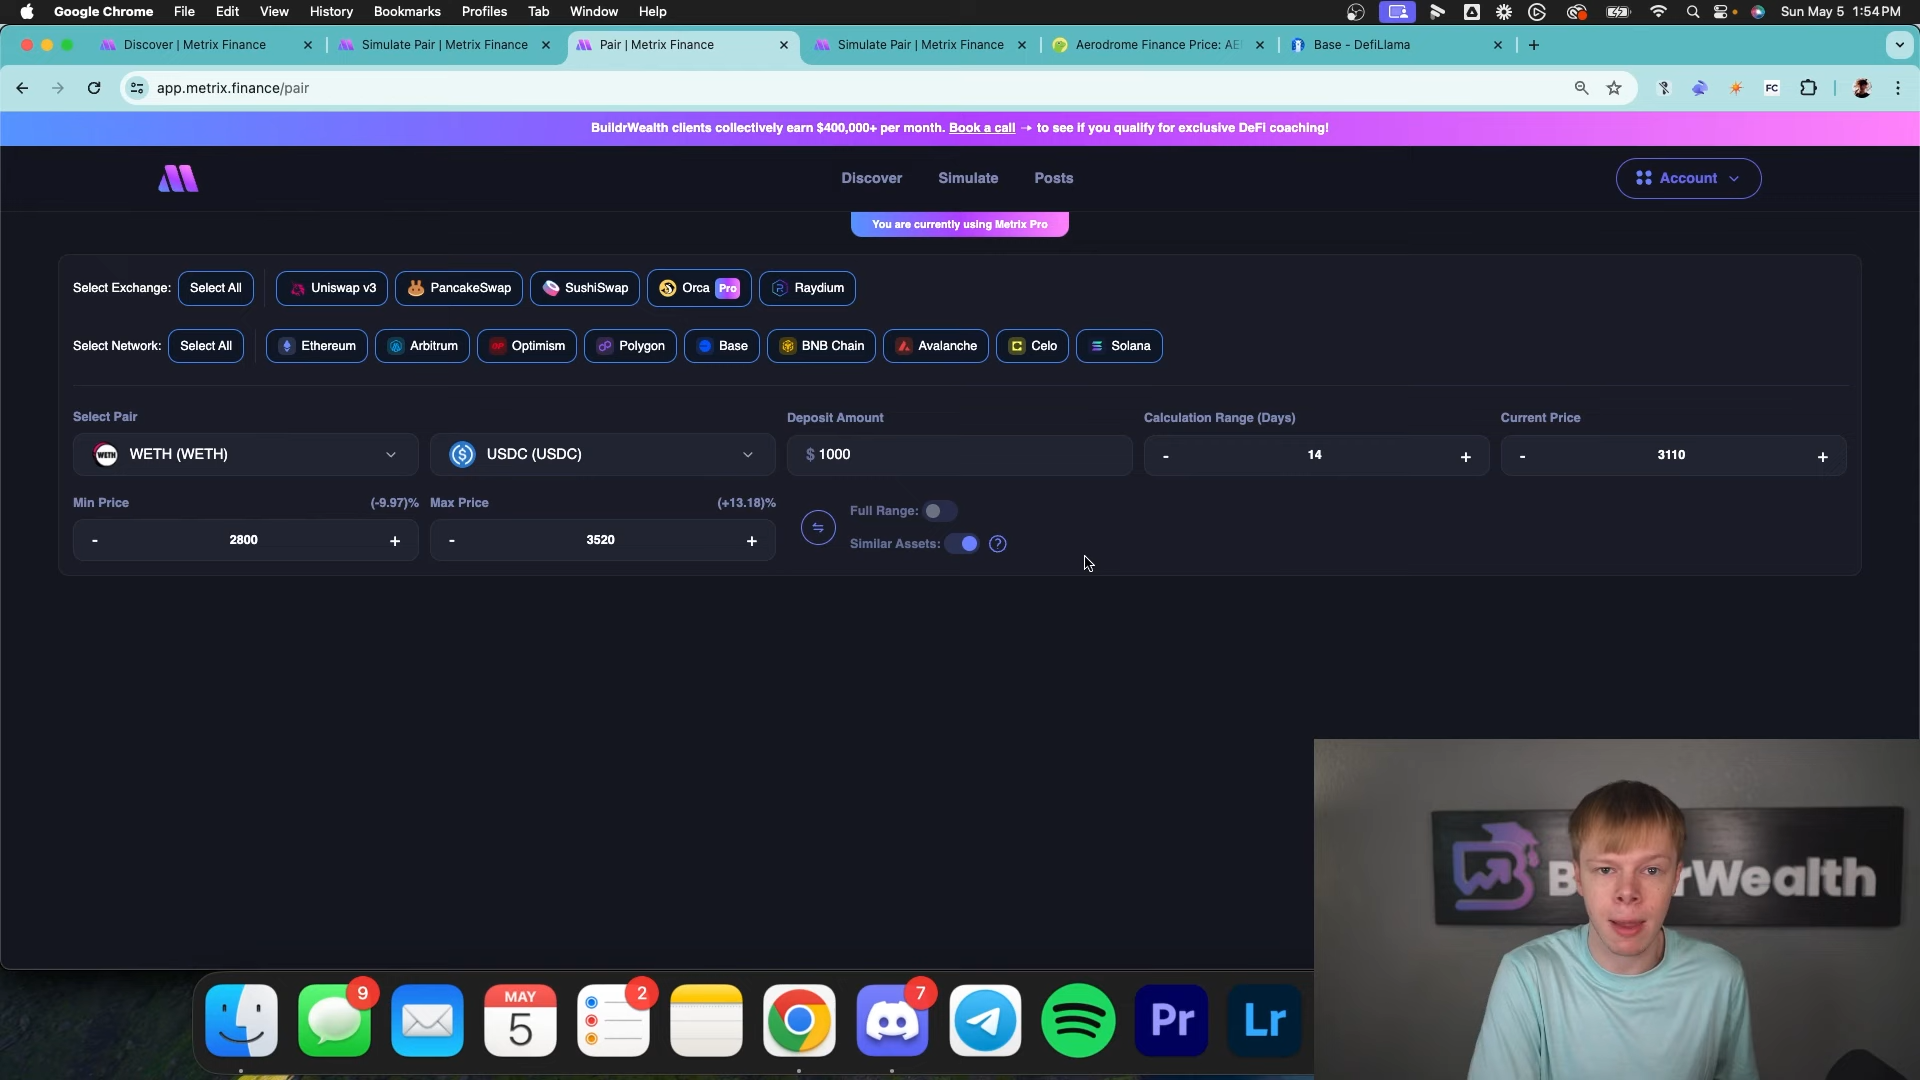 Google Chrome File Edit View History Bookmarks Profiles Tab Window Help FC Sun May 5 1:54 PM
Discover | Metrix Finance Simulate Pair | Metrix Finance Pair | Metrix Finance Simulate Pair | Metrix Finance Aerodrome Finance Price: AE Base - DefiLlama
app.metrix.finance/pair FC
BuildrWealth clients collectively earn $400,000+ per month. Book a call → to see if you qualify for exclusive DeFi coaching!
Discover Simulate Posts Account
You are currently using Metrix Pro
Select Exchange: Select All Uniswap v3 PancakeSwap SushiSwap Orca Pro Raydium
Select Network: Select All Ethereum Arbitrum Optimism Polygon Base BNB Chain Avalanche Celo Solana
Select Pair Deposit Amount Calculation Range (Days) Current Price
WETH WETH (WETH) USDC (USDC) $ 1000 - 14 + - 3110 +
Min Price (-9.97)% Max Price (+13.18)% Full Range:
- 2800 + - 3520 + Similar Assets: ?
B rWealth
9 MAY 5 2 7 Pr Lr